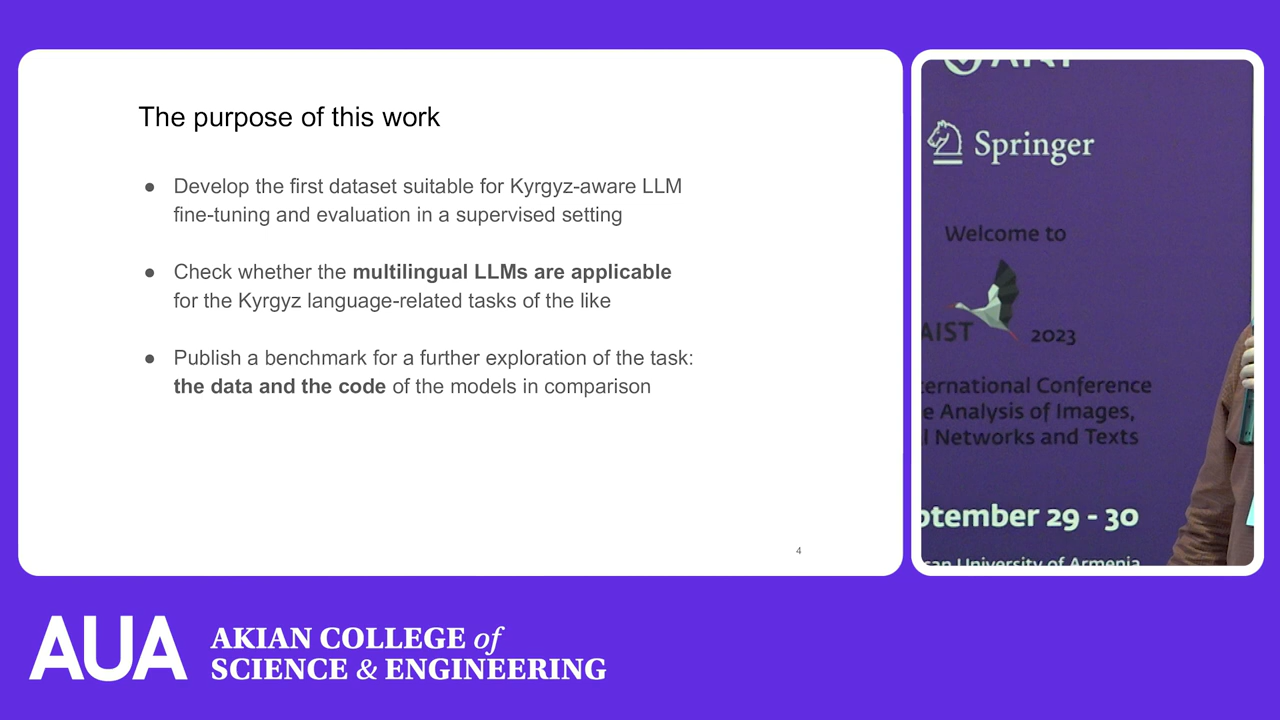 The purpose of this work
● Develop the first dataset suitable for Kyrgyz-aware LLM
fine-tuning and evaluation in a supervised setting
● Check whether the multilingual LLMs are applicable
for the Kyrgyz language-related tasks of the like
● Publish a benchmark for a further exploration of the task:
the data and the code of the models in comparison
4
Springer
Welcome to
AIST 2023
ernational Conference
e Analysis of Images,
l Networks and Texts
ptember 29 - 30
can University of Armenia
AUA
AKIAN COLLEGE of
SCIENCE & ENGINEERING